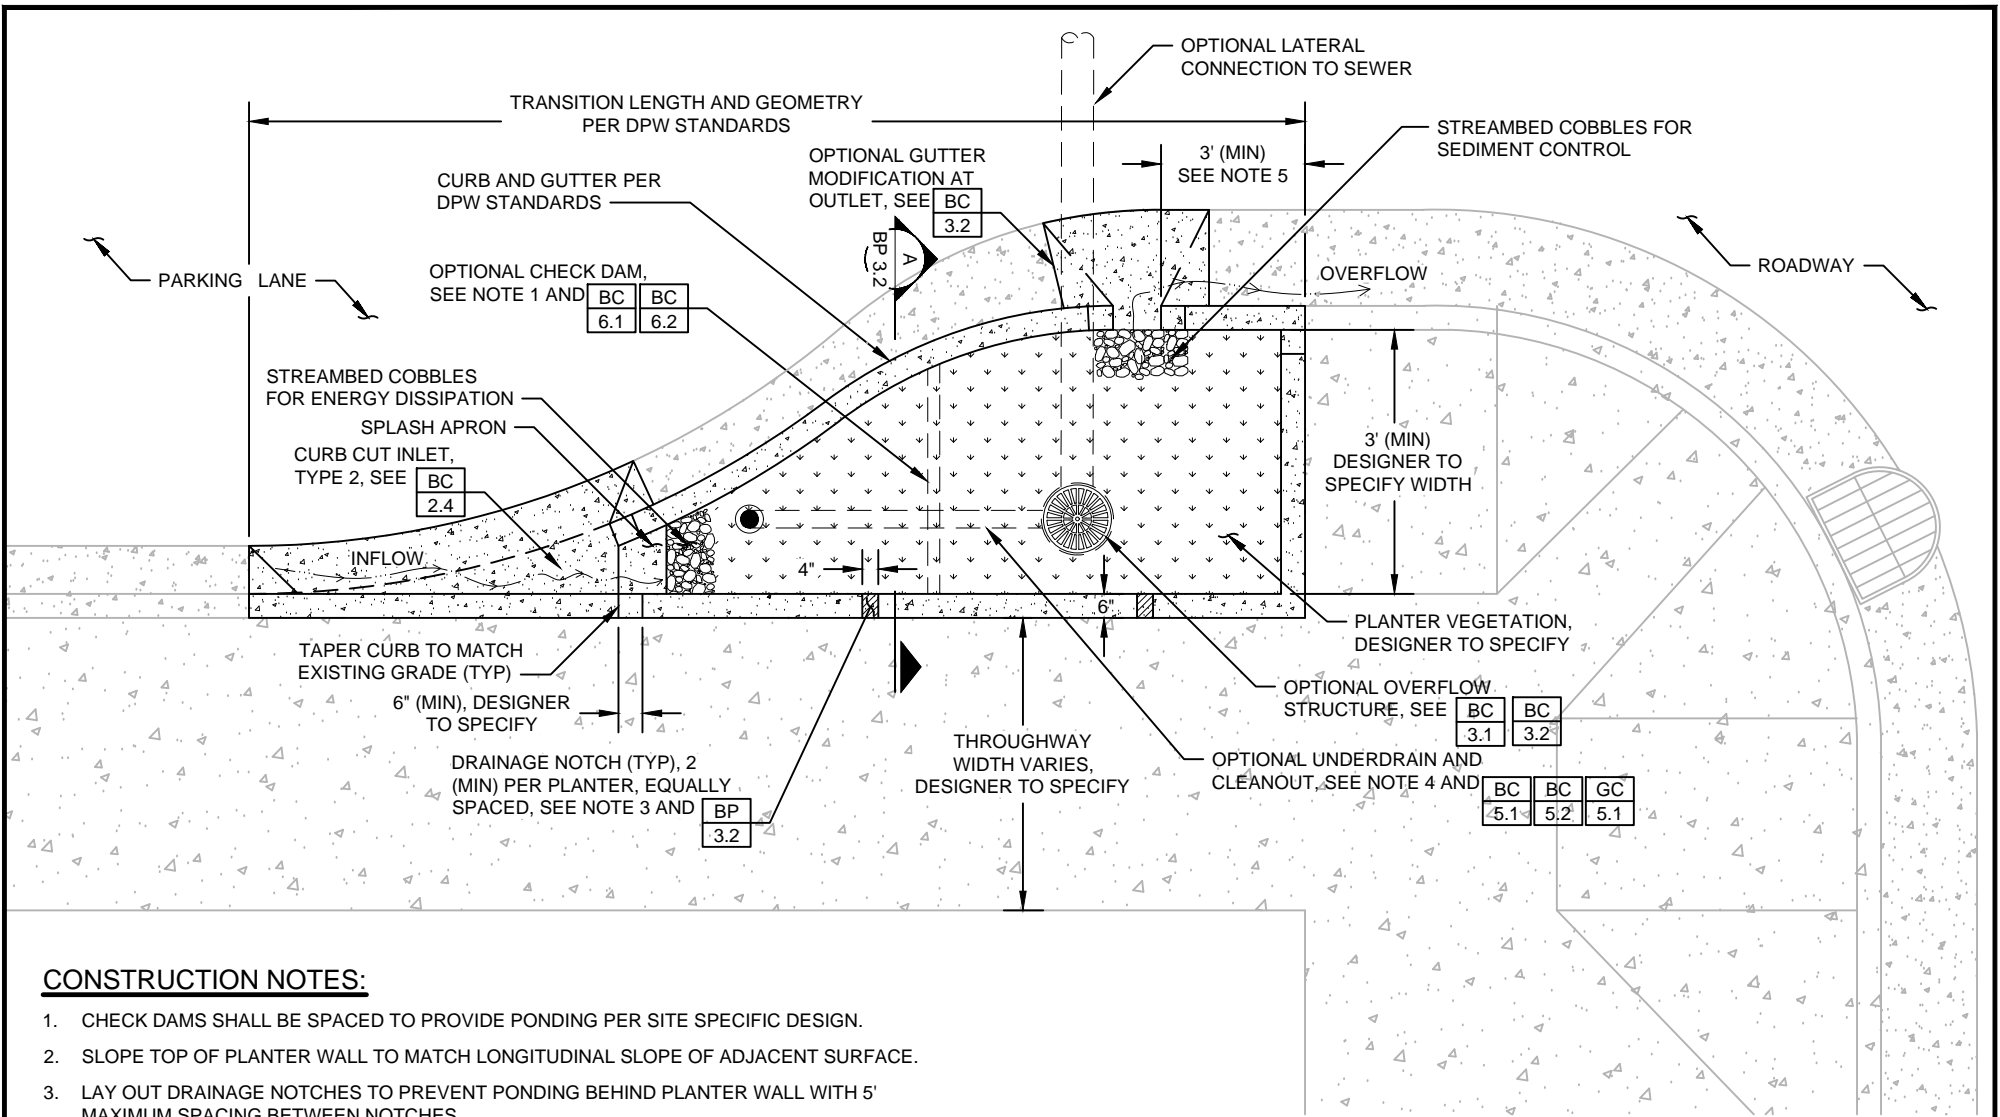 OPTIONAL LATERAL
CONNECTION TO SEWER
TRANSITION LENGTH AND GEOMETRY
PER DPW STANDARDS
STREAMBED COBBLES FOR
SEDIMENT CONTROL
3' (MIN)
SEE NOTE 5
OPTIONAL GUTTER
MODIFICATION AT
OUTLET, SEE
BC
3.2
CURB AND GUTTER PER
DPW STANDARDS
A
BP 3.2
PARKING LANE
OPTIONAL CHECK DAM,
SEE NOTE 1 AND
BC
6.1
BC
6.2
OVERFLOW
ROADWAY
STREAMBED COBBLES
FOR ENERGY DISSIPATION
SPLASH APRON
CURB CUT INLET,
TYPE 2, SEE
BC
2.4
3' (MIN)
DESIGNER TO
SPECIFY WIDTH
INFLOW
4"
6"
TAPER CURB TO MATCH
EXISTING GRADE (TYP)
6" (MIN), DESIGNER
TO SPECIFY
PLANTER VEGETATION,
DESIGNER TO SPECIFY
OPTIONAL OVERFLOW
STRUCTURE, SEE
BC
3.1
BC
3.2
DRAINAGE NOTCH (TYP), 2
(MIN) PER PLANTER, EQUALLY
SPACED, SEE NOTE 3 AND
BP
3.2
THROUGHWAY
WIDTH VARIES,
DESIGNER TO SPECIFY
OPTIONAL UNDERDRAIN AND
CLEANOUT, SEE NOTE 4 AND
BC
5.1
BC
5.2
GC
5.1
CONSTRUCTION NOTES:
1. CHECK DAMS SHALL BE SPACED TO PROVIDE PONDING PER SITE SPECIFIC DESIGN.
2. SLOPE TOP OF PLANTER WALL TO MATCH LONGITUDINAL SLOPE OF ADJACENT SURFACE.
3. LAY OUT DRAINAGE NOTCHES TO PREVENT PONDING BEHIND PLANTER WALL WITH 5'
MAXIMUM SPACING BETWEEN NOTCHES